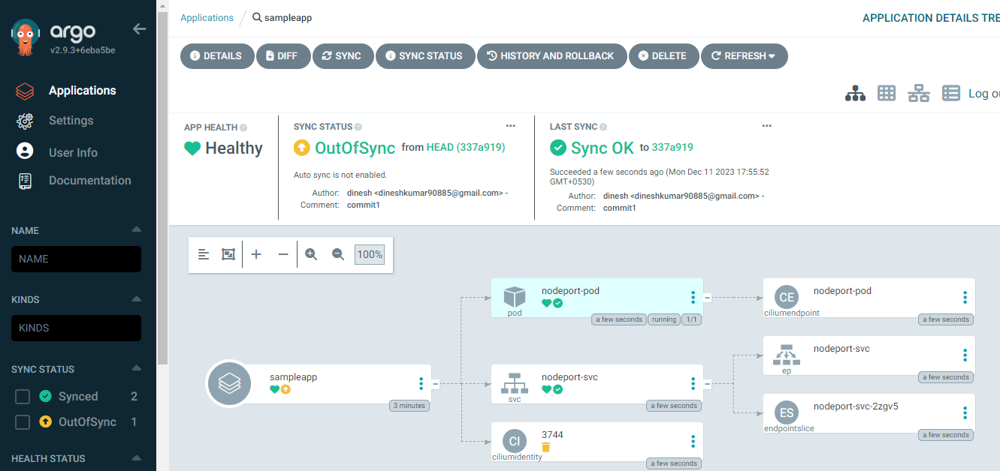 argo
v2.9.3+6eba5be
Applications
Settings
User Info
Documentation
NAME
NAME
KINDS
KINDS
SYNC STATUS
Synced 2
OutOfSync 1
HEALTH STATUS
Applications / sampleapp
APPLICATION DETAILS TRE
DETAILS DIFF SYNC SYNC STATUS HISTORY AND ROLLBACK DELETE REFRESH
Log ou
APP HEALTH
Healthy
SYNC STATUS
OutOfSync from HEAD (337a919)
Auto sync is not enabled.
Author: dinesh <dineshkumar90885@gmail.com> -
Comment: commit1
LAST SYNC
Sync OK to 337a919
Succeeded a few seconds ago (Mon Dec 11 2023 17:55:52
GMT+0530)
Author: dinesh <dineshkumar90885@gmail.com> -
Comment: commit1
100%
sampleapp
3 minutes
nodeport-pod
pod
a few seconds running 1/1
nodeport-svc
svc
a few seconds
CI
3744
ciliumidentity
a few seconds
CE
nodeport-pod
ciliumendpoint
a few seconds
nodeport-svc
ep
a few seconds
ES
nodeport-svc-2zgv5
endpointslice
a few seconds